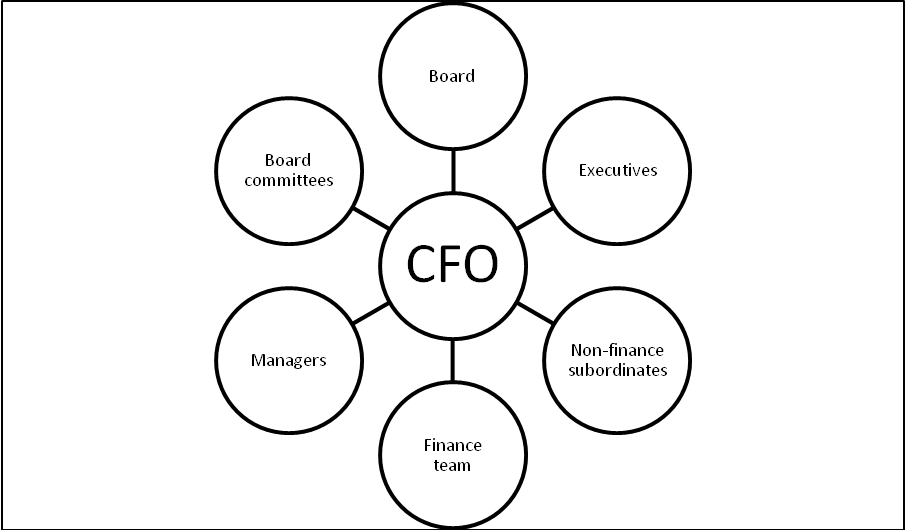 Board
Board
committees
Executives
CFO
Managers
Non-finance
subordinates
Finance
team